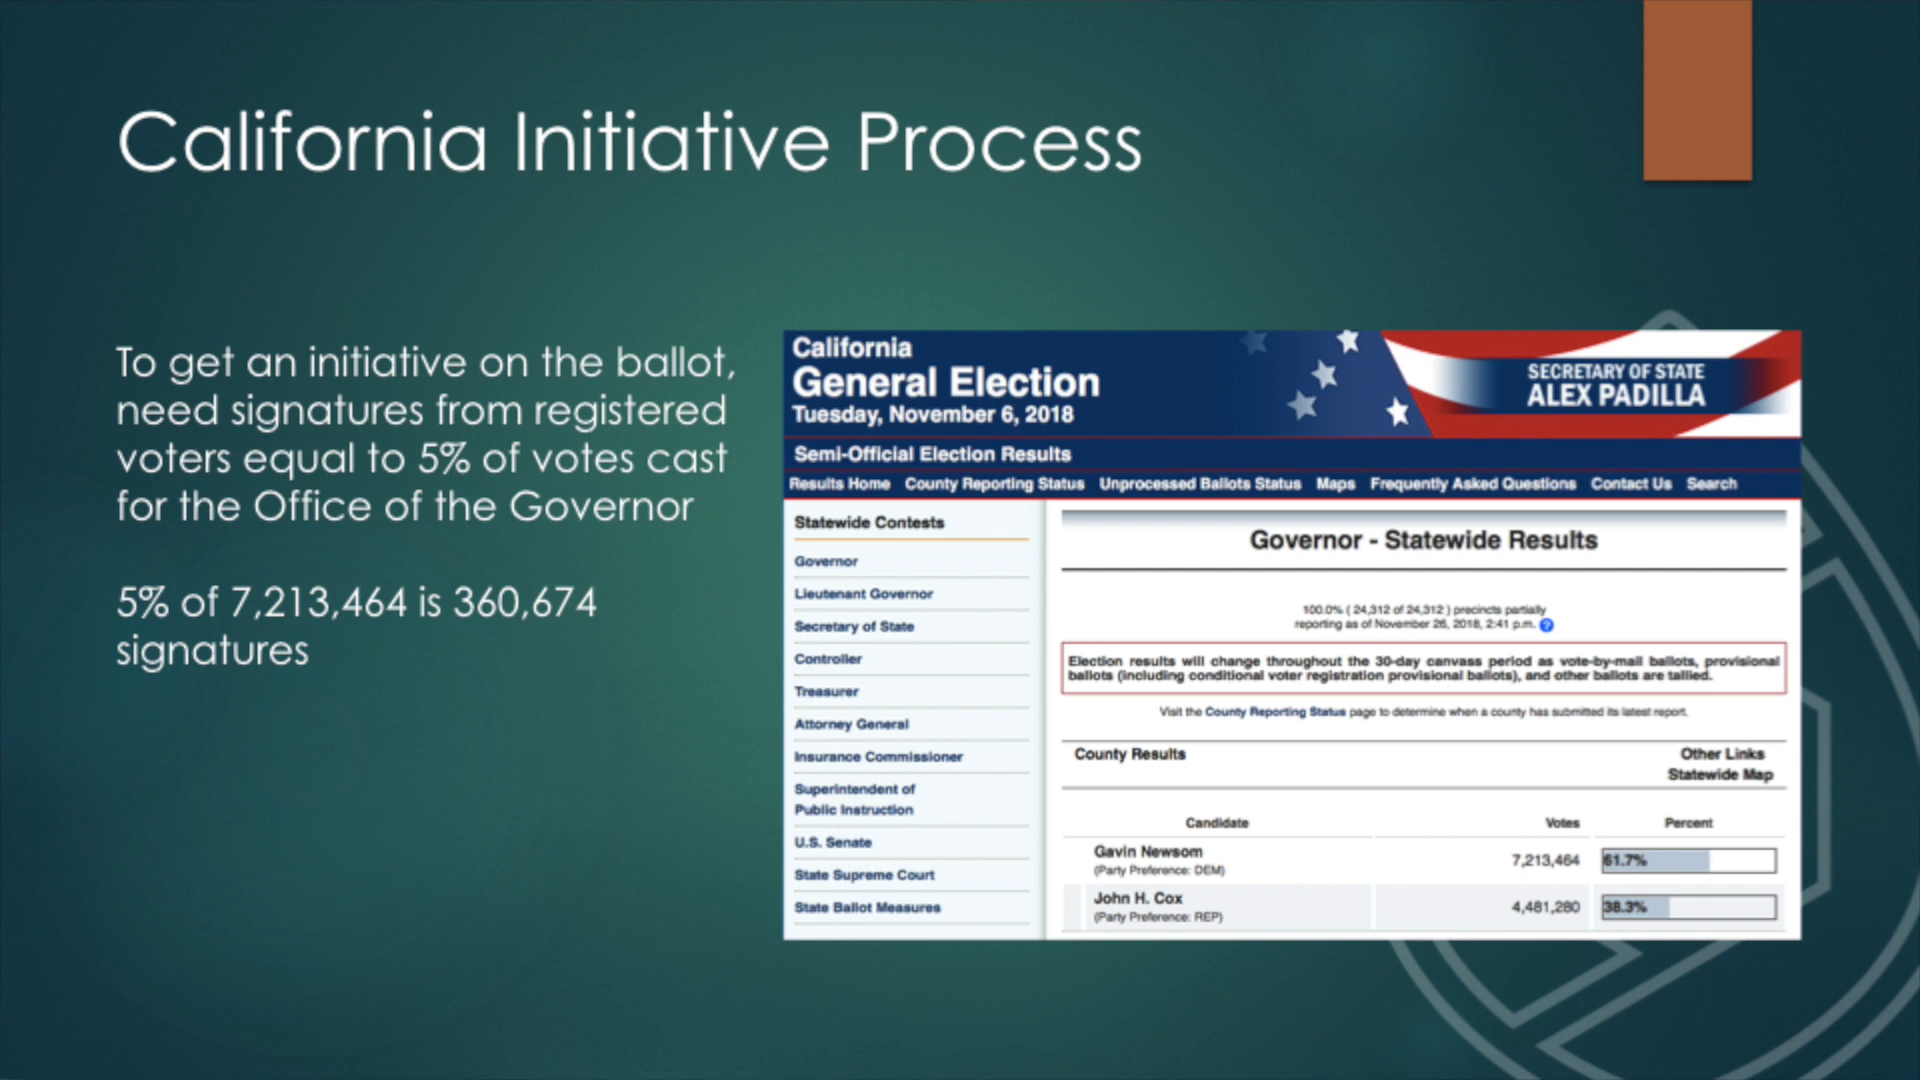 California Initiative Process
To get an initiative on the ballot,
need signatures from registered
voters equal to 5% of votes cast
for the Office of the Governor
5% of 7,213,464 is 360,674
signatures
California
General Election
Tuesday, November 6, 2018
SECRETARY OF STATE
ALEX PADILLA
Semi-Official Election Results
Results Home County Reporting Status Unprocessed Ballots Status Maps Frequently Asked Questions Contact Us Search
Statewide Contests
Governor
Lieutenant Governor
Secretary of State
Controller
Treasurer
Attorney General
Insurance Commissioner
Superintendent of
Public Instruction
U.S. Senate
State Supreme Court
State Ballot Measures
Governor - Statewide Results
100.0% ( 24,312 of 24,312 ) precincts partially
reporting as of November 26, 2018, 2:41 p.m. ?
Election results will change throughout the 30-day canvass period as vote-by-mail ballots, provisional
ballots (including conditional voter registration provisional ballots), and other ballots are tallied.
Visit the County Reporting Status page to determine when a county has submitted its latest report.
County Results Other Links
Statewide Map
Candidate Votes Percent
Gavin Newsom
(Party Preference: DEM) 7,213,464 61.7%
John H. Cox
(Party Preference: REP) 4,481,280 38.3%